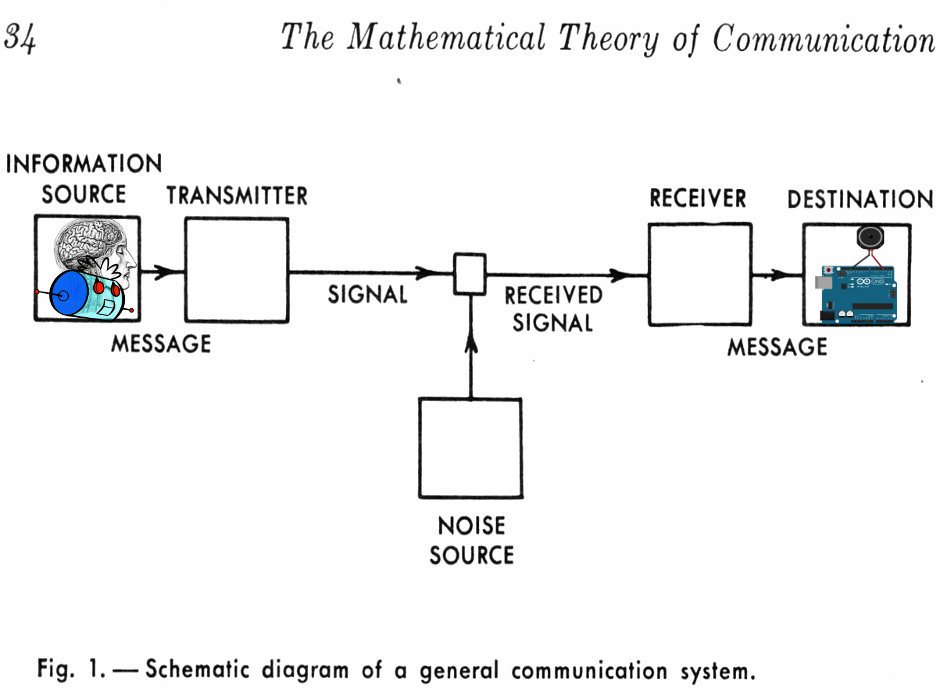 34 The Mathematical Theory of Communication
INFORMATION
SOURCE TRANSMITTER RECEIVER DESTINATION
SIGNAL RECEIVED
SIGNAL
MESSAGE MESSAGE
NOISE
SOURCE
Fig. 1. — Schematic diagram of a general communication system.